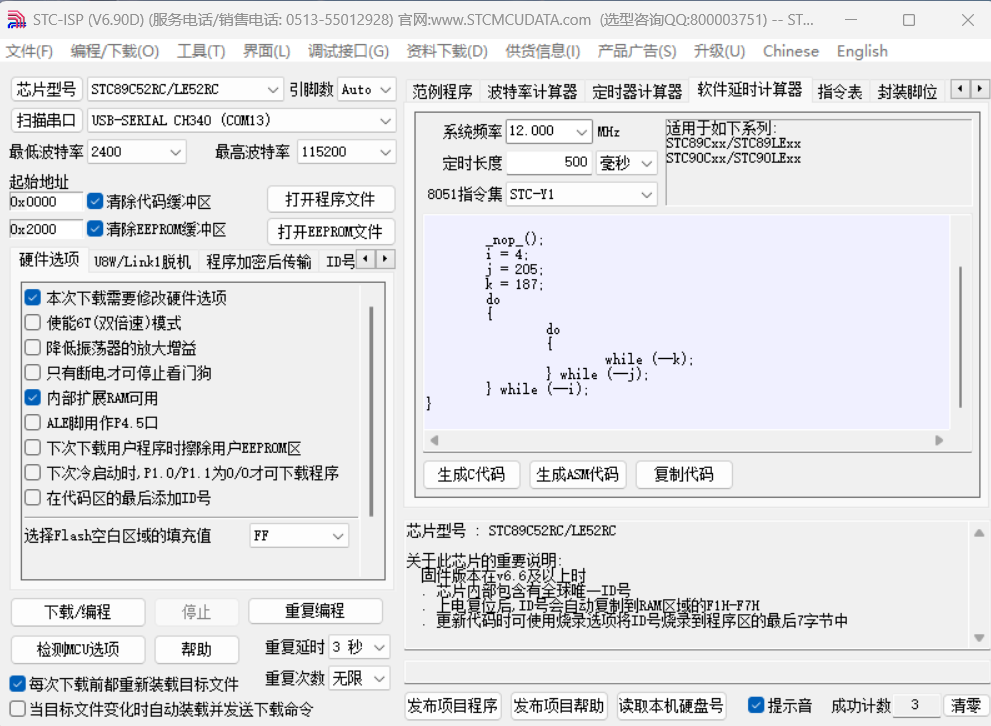 STC-ISP (V6.90D) (服务电话/销售电话: 0513-55012928) 官网:www.STCMCUDATA.com (选型咨询QQ:800003751) -- ST...
文件(F) 编程/下载(O) 工具(T) 界面(L) 调试接口(G) 资料下载(D) 供货信息(I) 产品广告(S) 升级(U) Chinese English
芯片型号 STC89C52RC/LE52RC 引脚数 Auto
扫描串口 USB-SERIAL CH340 (COM13)
最低波特率 2400 最高波特率 115200
起始地址
0x0000 清除代码缓冲区 打开程序文件
0x2000 清除EEPROM缓冲区 打开EEPROM文件
硬件选项 U8W/Link1脱机 程序加密后传输 ID号
本次下载需要修改硬件选项
使能6T(双倍速)模式
降低振荡器的放大增益
只有断电才可停止看门狗
内部扩展RAM可用
ALE脚用作P4.5口
下次下载用户程序时擦除用户EEPROM区
下次冷启动时,P1.0/P1.1为0/0才可下载程序
在代码区的最后添加ID号
选择Flash空白区域的填充值 FF
下载/编程 停止 重复编程
检测MCU选项 帮助 重复延时 3 秒
重复次数 无限
每次下载前都重新装载目标文件
当目标文件变化时自动装载并发送下载命令
范例程序 波特率计算器 定时器计算器 软件延时计算器 指令表 封装脚位
系统频率 12.000 MHz
定时长度 500 毫秒
8051指令集 STC-Y1
适用于如下系列:
STC89Cxx/STC89LExx
STC90Cxx/STC90LExx
_nop_();
i = 4;
j = 205;
k = 187;
do
{
do
{
while (--k);
} while (--j);
} while (--i);
}
生成C代码 生成ASM代码 复制代码
芯片型号 : STC89C52RC/LE52RC
关于此芯片的重要说明:
固件版本在v6.6及以上时
. 芯片内部包含有全球唯一ID号
. 上电复位后,ID号会自动复制到RAM区域的F1H-F7H
. 更新代码时可使用烧录选项将ID号烧录到程序区的最后7字节中
发布项目程序 发布项目帮助 读取本机硬盘号 提示音 成功计数 3 清零